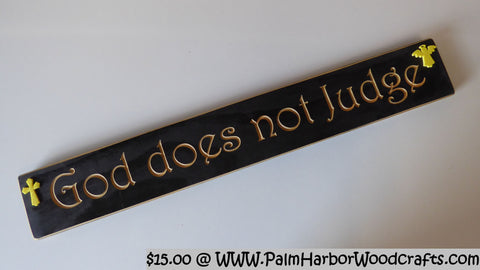 God does not Judge
$15.00 @ WWW.PalmHarborWoodcrafts.com